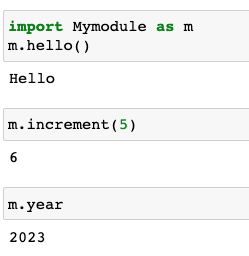 import Mymodule as m
m.hello()
Hello
m.increment(5)
6
m.year
2023